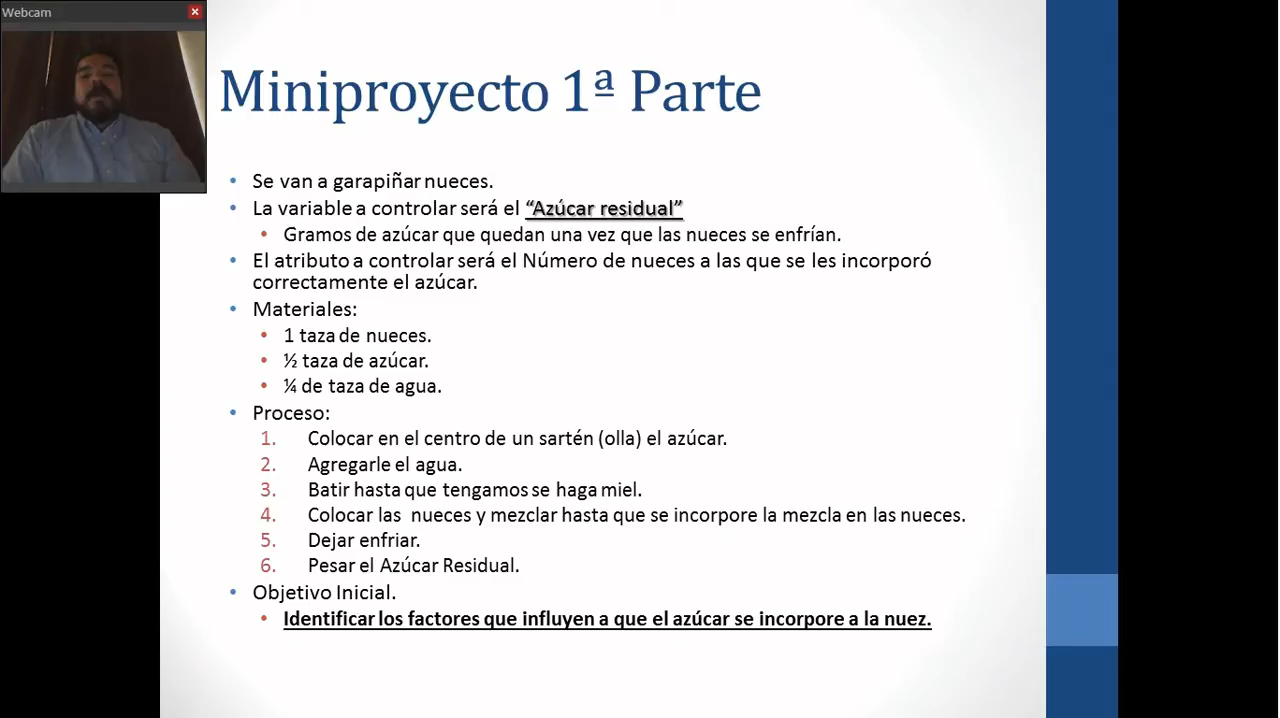 Webcam
Miniproyecto 1ª Parte
• Se van a garapiñar nueces.
• La variable a controlar será el “Azúcar residual”
• Gramos de azúcar que quedan una vez que las nueces se enfrían.
• El atributo a controlar será el Número de nueces a las que se les incorporó
correctamente el azúcar.
• Materiales:
• 1 taza de nueces.
• ½ taza de azúcar.
• ¼ de taza de agua.
• Proceso:
1. Colocar en el centro de un sartén (olla) el azúcar.
2. Agregarle el agua.
3. Batir hasta que tengamos se haga miel.
4. Colocar las nueces y mezclar hasta que se incorpore la mezcla en las nueces.
5. Dejar enfriar.
6. Pesar el Azúcar Residual.
• Objetivo Inicial.
• Identificar los factores que influyen a que el azúcar se incorpore a la nuez.